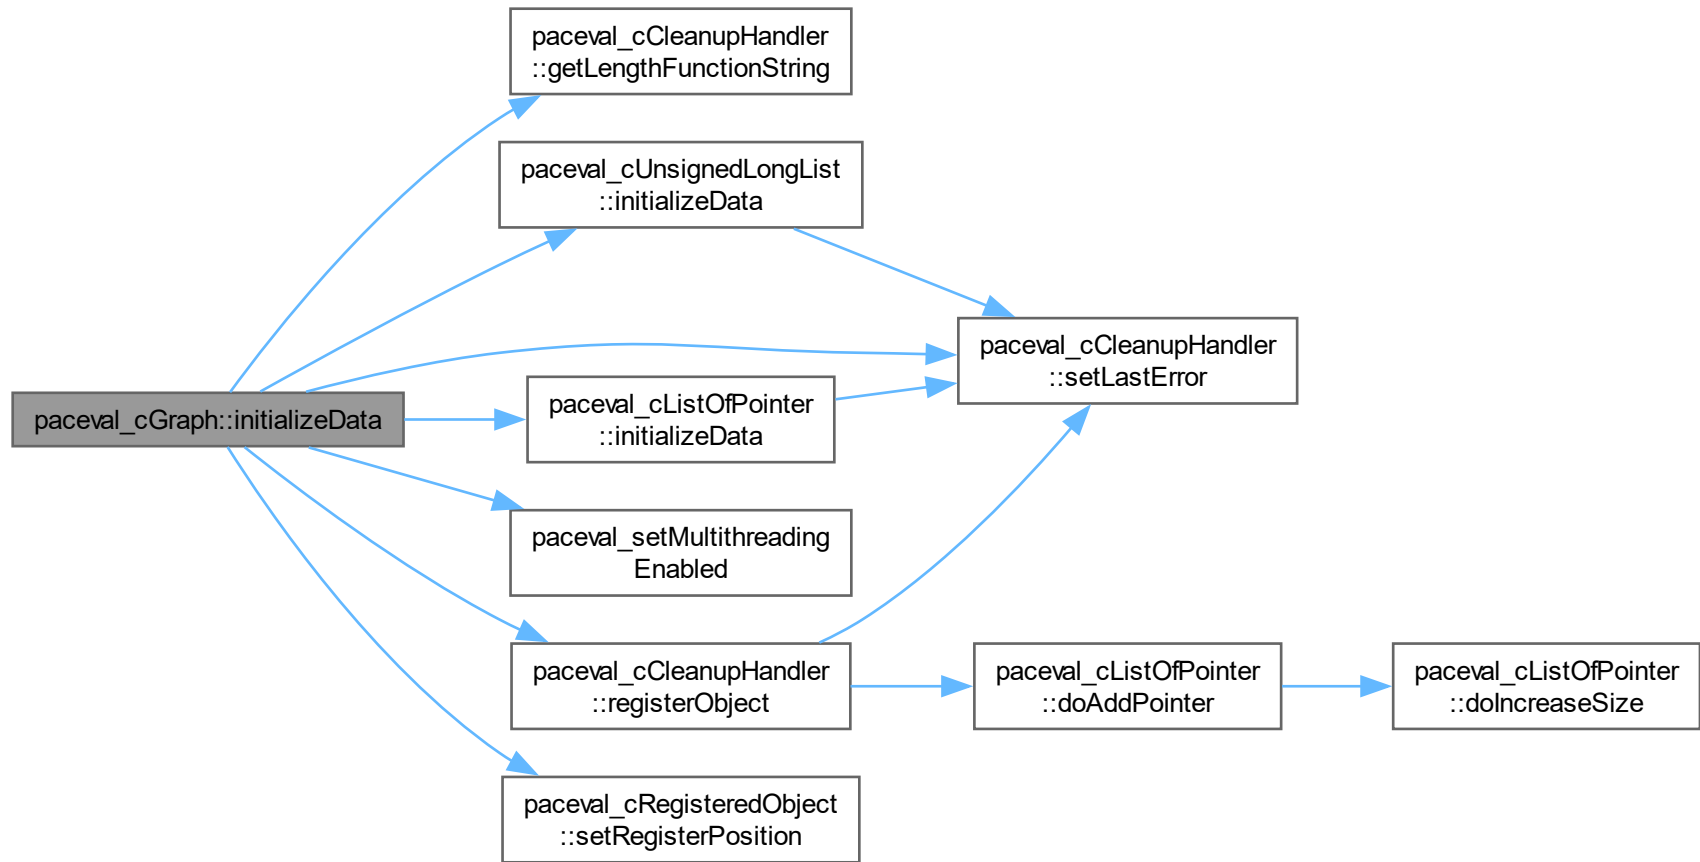 paceval_cCleanupHandler
::getLengthFunctionString
paceval_cUnsignedLongList
::initializeData
paceval_cCleanupHandler
::setLastError
paceval_cGraph::initializeData
paceval_cListOfPointer
::initializeData
paceval_setMultithreading
Enabled
paceval_cCleanupHandler
::registerObject
paceval_cListOfPointer
::doAddPointer
paceval_cListOfPointer
::doIncreaseSize
paceval_cRegisteredObject
::setRegisterPosition